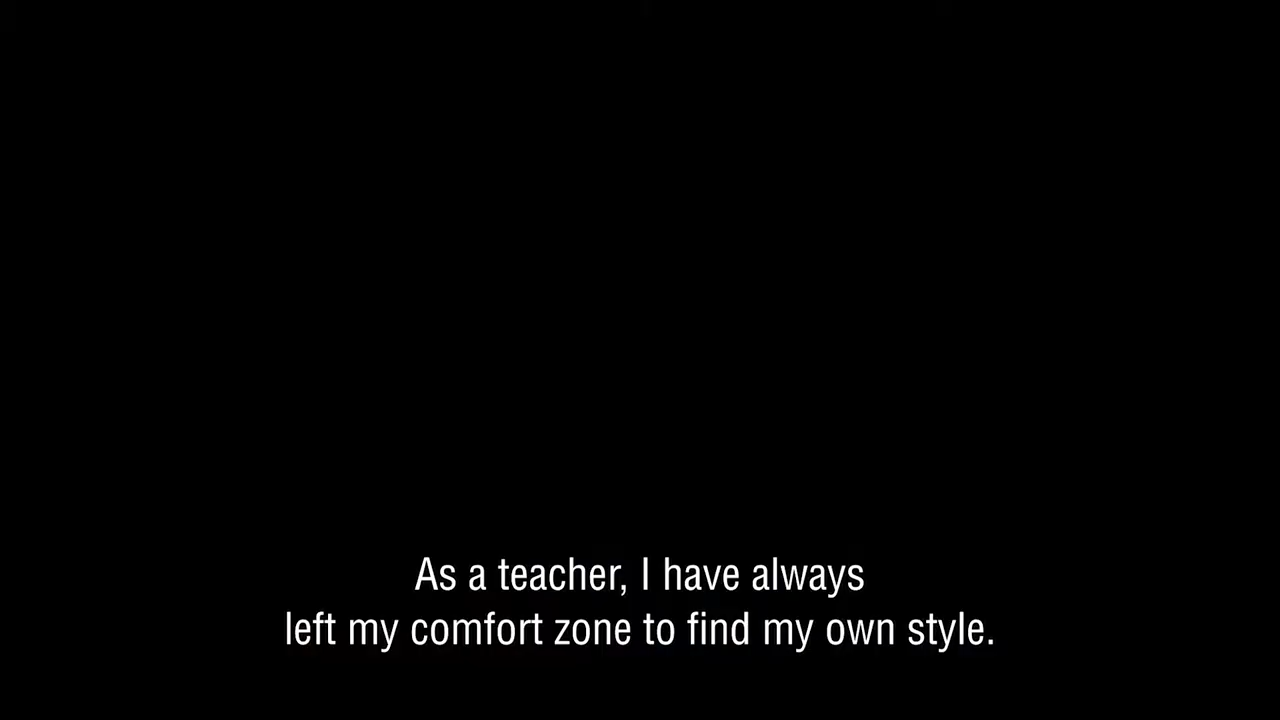 As a teacher, I have always
left my comfort zone to find my own style.